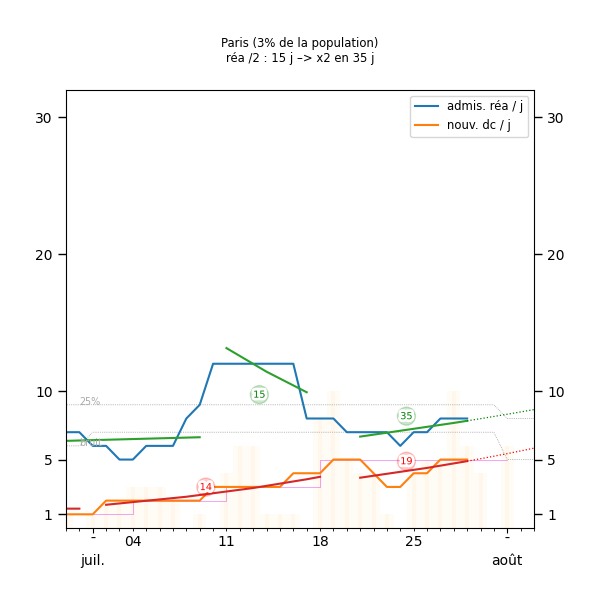 Paris (3% de la population)
réa /2 : 15 j –> x2 en 35 j
admis. réa / j
nouv. dc / j
30 30
20 20
10 10
5 5
1 1
25%
15
35
19
14
- 04 11 18 25 -
juil. août